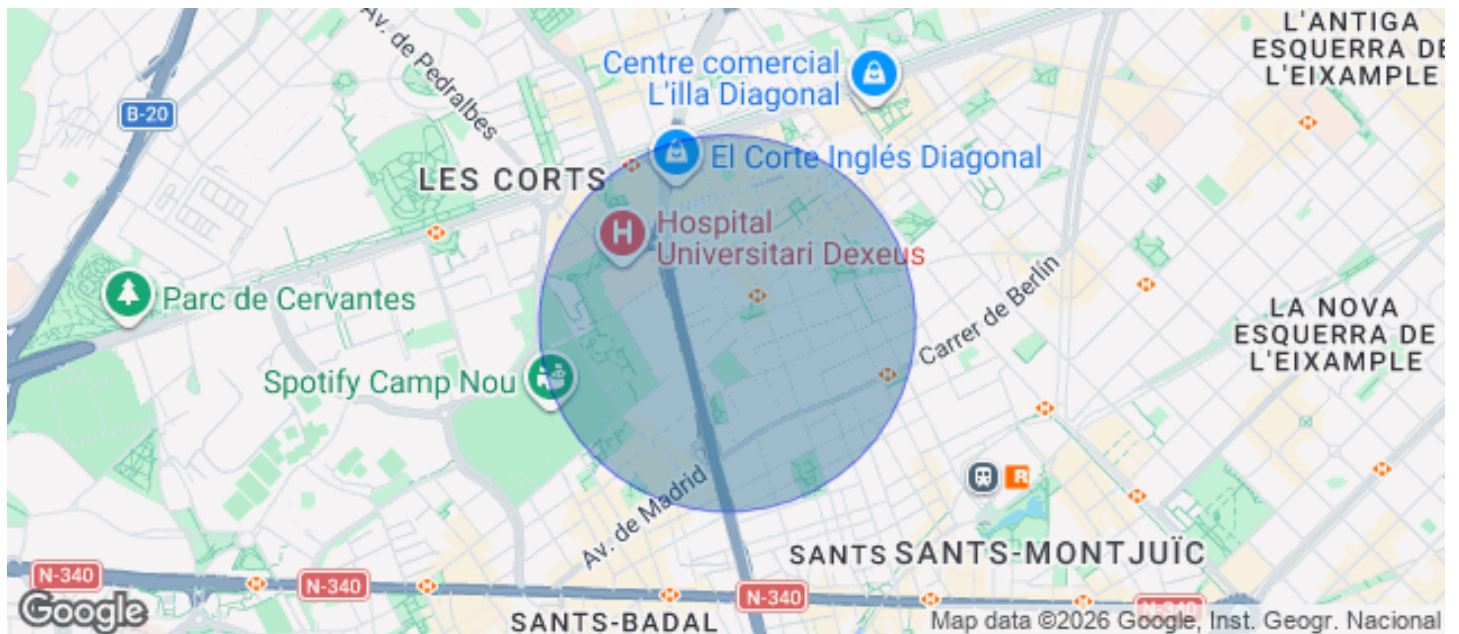 L'ANTIGA
ESQUERRA DE
L'EIXAMPLE
Av. de Pedralbes
Centre comercial
L'illa Diagonal
B-20
El Corte Inglés Diagonal
LES CORTS
H
Hospital
Universitari Dexeus
Parc de Cervantes
Carrer de Berlín
LA NOVA
ESQUERRA DE
L'EIXAMPLE
Spotify Camp Nou
Av. de Madrid
R
SANTS
SANTS-MONTJUÏC
N-340
N-340
N-340
N-340
Google
SANTS-BADAL
Map data ©2026 Google, Inst. Geogr. Nacional